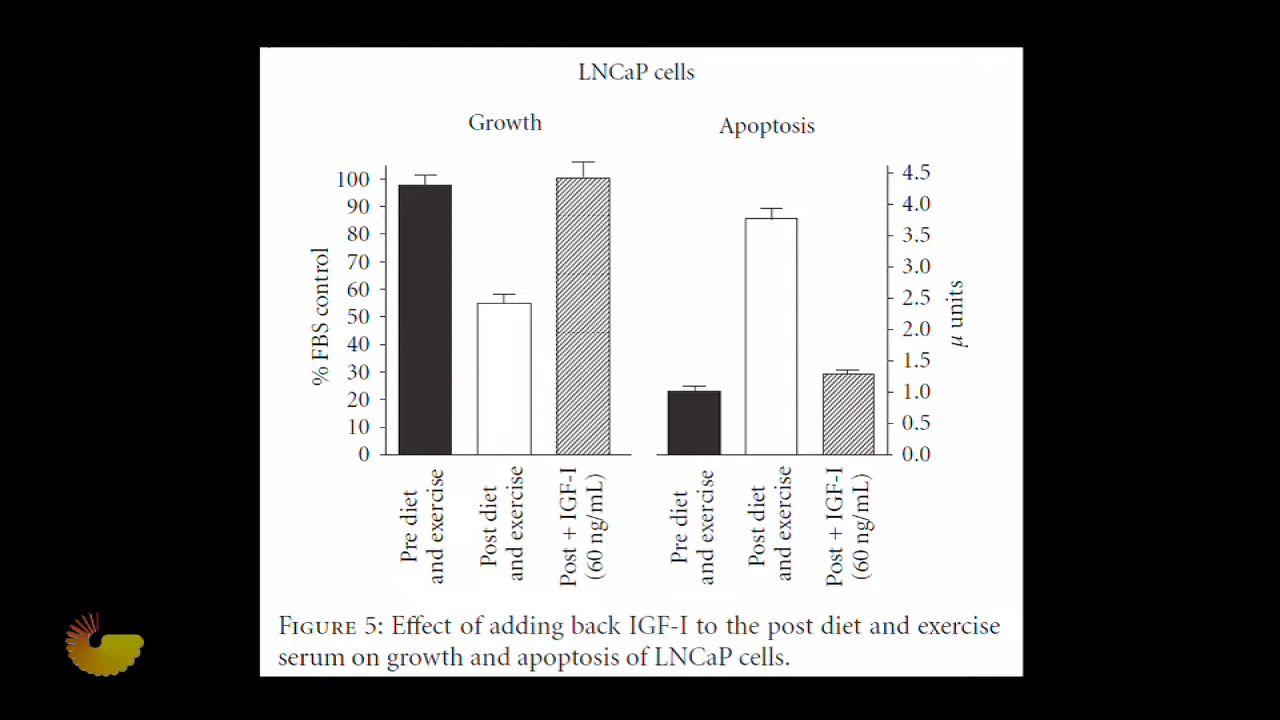 LNCaP cells
Growth
Apoptosis
% FBS control
100
90
80
70
60
50
40
30
20
10
0
Pre diet
and exercise
Post diet
and exercise
Post + IGF-I
(60 ng/mL)
4.5
4.0
3.5
3.0
2.5
2.0
1.5
1.0
0.5
0.0
μ units
Pre diet
and exercise
Post diet
and exercise
Post + IGF-I
(60 ng/mL)
FIGURE 5: Effect of adding back IGF-I to the post diet and exercise
serum on growth and apoptosis of LNCaP cells.